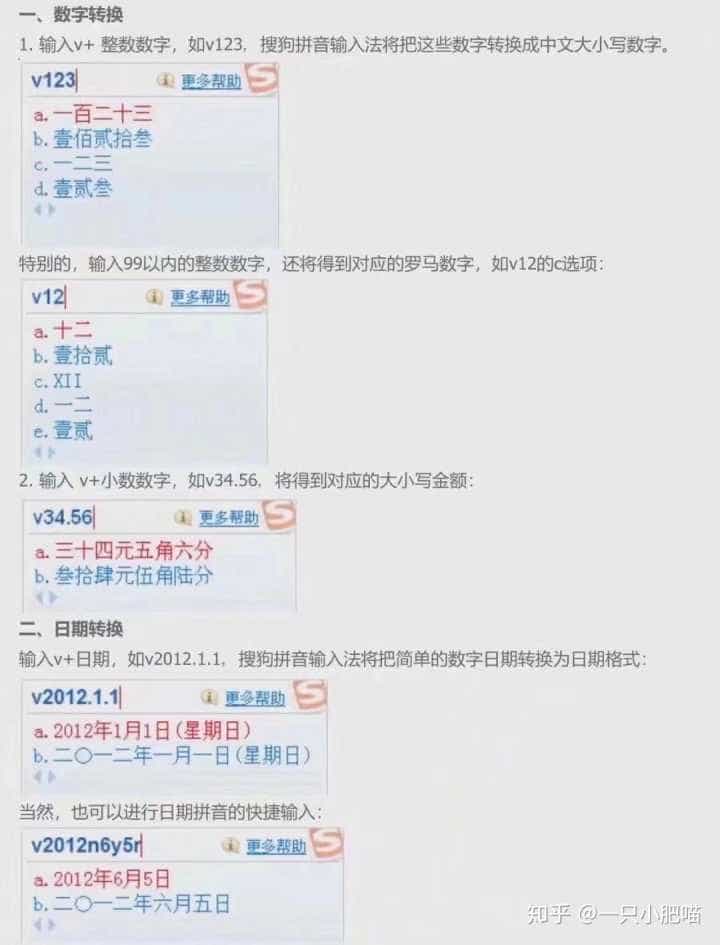 一、数字转换
1. 输入v+ 整数数字，如v123，搜狗拼音输入法将把这些数字转换成中文大小写数字。
v123 更多帮助
a. 一百二十三
b. 壹佰贰拾叁
c. 一二三
d. 壹贰叁
特别的，输入99以内的整数数字，还将得到对应的罗马数字，如v12的c选项：
v12 更多帮助
a. 十二
b. 壹拾贰
c. XII
d. 一二
e. 壹贰
2. 输入 v+小数数字，如v34.56，将得到对应的大小写金额：
v34.56 更多帮助
a. 三十四元五角六分
b. 叁拾肆元伍角陆分
二、日期转换
输入v+日期，如v2012.1.1，搜狗拼音输入法将把简单的数字日期转换为日期格式：
v2012.1.1 更多帮助
a. 2012年1月1日(星期日)
b. 二〇一二年一月一日(星期日)
当然，也可以进行日期拼音的快捷输入：
v2012n6y5r 更多帮助
a. 2012年6月5日
b. 二〇一二年六月五日
知乎 @一只小肥喵